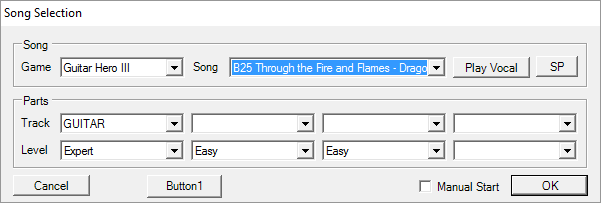 Song Selection
Song
Game Guitar Hero III Song B25 Through the Fire and Flames - Drago Play Vocal SP
Parts
Track GUITAR
Level Expert Easy Easy
Cancel Button1 Manual Start OK